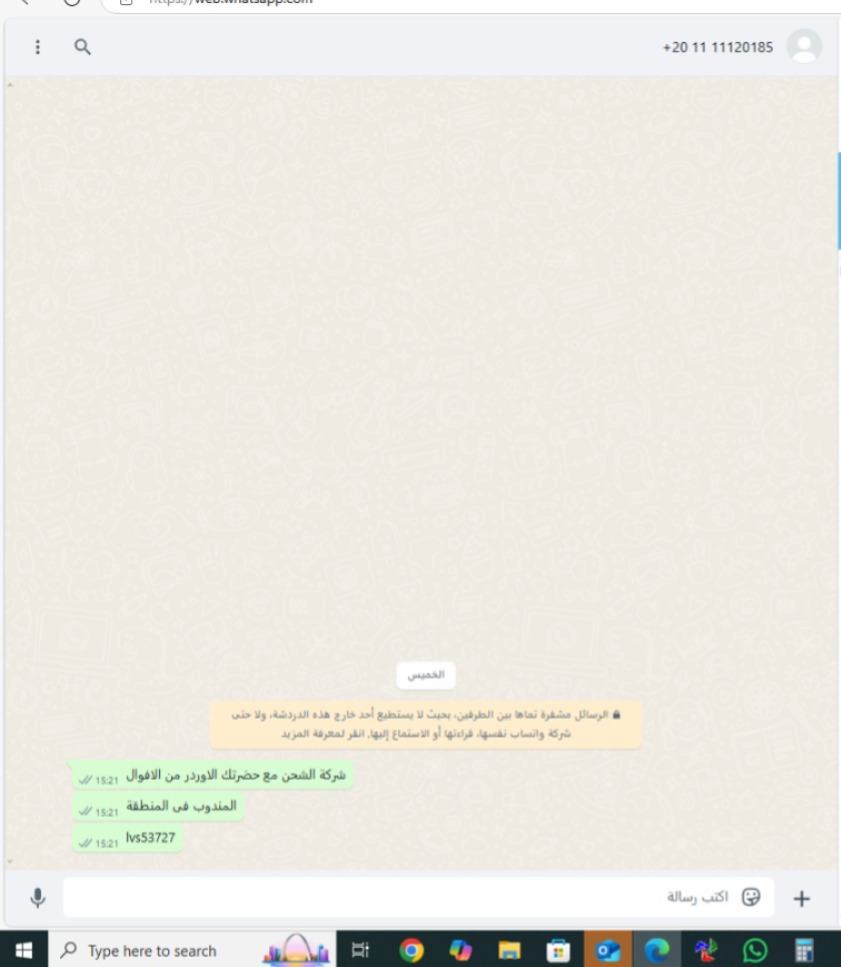 https://web.whatsapp.com
+20 11 11120185
الخميس
الرسائل مشفرة تمامًا بين الطرفين، بحيث لا يستطيع أحد خارج هذه الدردشة، ولا حتى
شركة واتساب نفسها، قراءتها أو الاستماع إليها. انقر لمعرفة المزيد
شركة الشحن مع حضرتك الاوردر من الافوال
15:21
المندوب فى المنطقة
15:21
lvs53727
15:21
اكتب رسالة
Type here to search